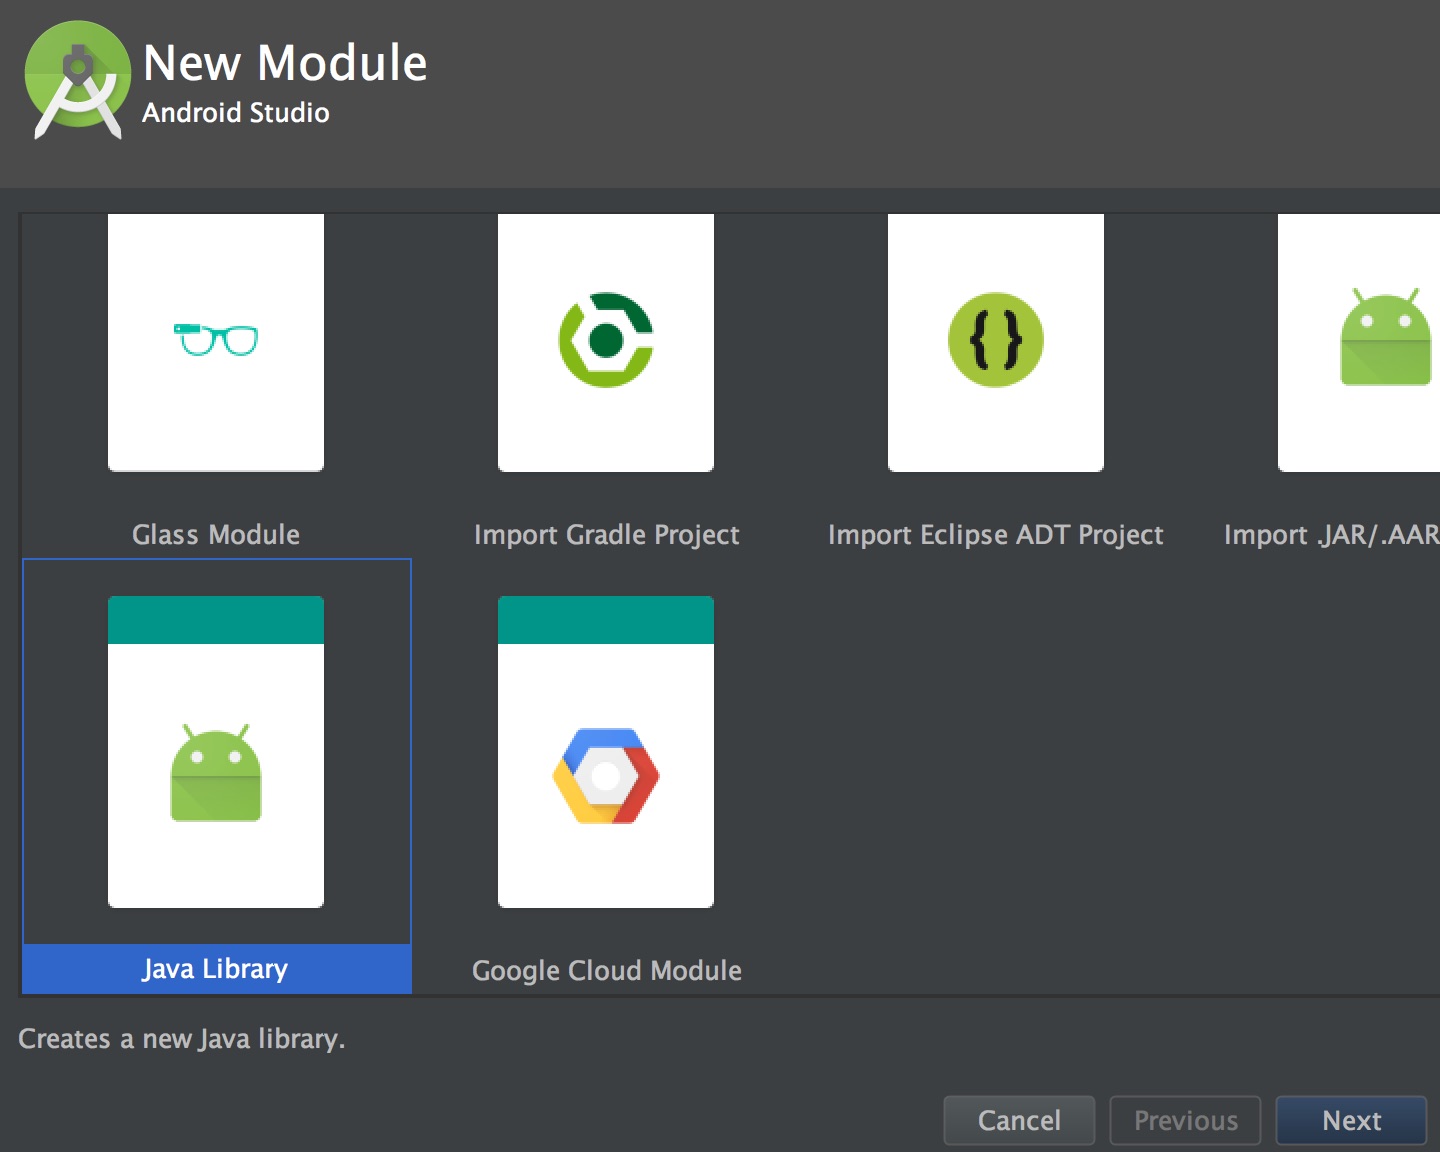 New Module
Android Studio
Glass Module
Import Gradle Project
Import Eclipse ADT Project
Import .JAR/.AAR
Java Library
Google Cloud Module
Creates a new Java library.
Cancel
Previous
Next